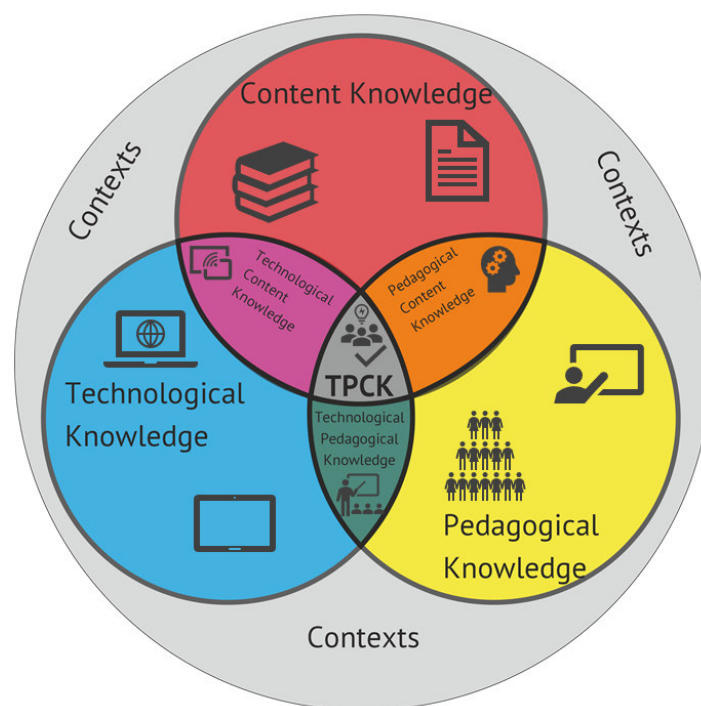 Content Knowledge
Contexts
Contexts
Technological
Content
Knowledge
Pedagogical
Content
Knowledge
TPCK
Technological
Knowledge
Technological
Pedagogical
Knowledge
Pedagogical
Knowledge
Contexts